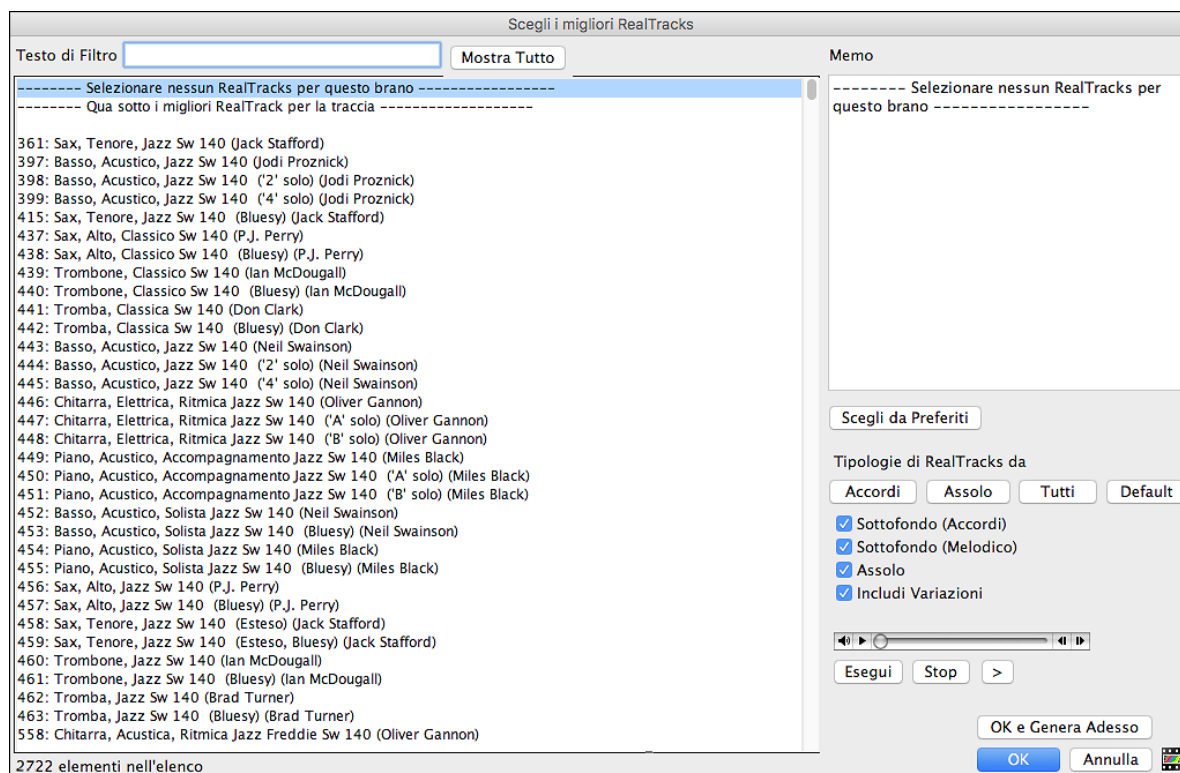 Scegli i migliori RealTracks
Testo di Filtro
Mostra Tutto
-------- Selezionare nessun RealTracks per questo brano -----------------
-------- Qua sotto i migliori RealTrack per la traccia -------------------
361: Sax, Tenore, Jazz Sw 140 (Jack Stafford)
397: Basso, Acustico, Jazz Sw 140 (Jodi Proznick)
398: Basso, Acustico, Jazz Sw 140  ('2' solo) (Jodi Proznick)
399: Basso, Acustico, Jazz Sw 140  ('4' solo) (Jodi Proznick)
415: Sax, Tenore, Jazz Sw 140  (Bluesy) (Jack Stafford)
437: Sax, Alto, Classico Sw 140 (P.J. Perry)
438: Sax, Alto, Classico Sw 140  (Bluesy) (P.J. Perry)
439: Trombone, Classico Sw 140 (Ian McDougall)
440: Trombone, Classico Sw 140  (Bluesy) (Ian McDougall)
441: Tromba, Classica Sw 140 (Don Clark)
442: Tromba, Classica Sw 140  (Bluesy) (Don Clark)
443: Basso, Acustico, Jazz Sw 140 (Neil Swainson)
444: Basso, Acustico, Jazz Sw 140  ('2' solo) (Neil Swainson)
445: Basso, Acustico, Jazz Sw 140  ('4' solo) (Neil Swainson)
446: Chitarra, Elettrica, Ritmica Jazz Sw 140 (Oliver Gannon)
447: Chitarra, Elettrica, Ritmica Jazz Sw 140  ('A' solo) (Oliver Gannon)
448: Chitarra, Elettrica, Ritmica Jazz Sw 140  ('B' solo) (Oliver Gannon)
449: Piano, Acustico, Accompagnamento Jazz Sw 140 (Miles Black)
450: Piano, Acustico, Accompagnamento Jazz Sw 140  ('A' solo) (Miles Black)
451: Piano, Acustico, Accompagnamento Jazz Sw 140  ('B' solo) (Miles Black)
452: Basso, Acustico, Solista Jazz Sw 140 (Neil Swainson)
453: Basso, Acustico, Solista Jazz Sw 140  (Bluesy) (Neil Swainson)
454: Piano, Acustico, Solista Jazz Sw 140 (Miles Black)
455: Piano, Acustico, Solista Jazz Sw 140  (Bluesy) (Miles Black)
456: Sax, Alto, Jazz Sw 140 (P.J. Perry)
457: Sax, Alto, Jazz Sw 140  (Bluesy) (P.J. Perry)
458: Sax, Tenore, Jazz Sw 140  (Esteso) (Jack Stafford)
459: Sax, Tenore, Jazz Sw 140  (Esteso, Bluesy) (Jack Stafford)
460: Trombone, Jazz Sw 140 (Ian McDougall)
461: Trombone, Jazz Sw 140  (Bluesy) (Ian McDougall)
462: Tromba, Jazz Sw 140 (Brad Turner)
463: Tromba, Jazz Sw 140  (Bluesy) (Brad Turner)
558: Chitarra, Acustica, Ritmica Jazz Freddie Sw 140 (Oliver Gannon)
2722 elementi nell'elenco
Memo
-------- Selezionare nessun RealTracks per
questo brano -----------------
Scegli da Preferiti
Tipologie di RealTracks da
Accordi Assolo Tutti Default
Sottofondo (Accordi)
Sottofondo (Melodico)
Assolo
Includi Variazioni
Esegui Stop >
OK e Genera Adesso
OK Annulla